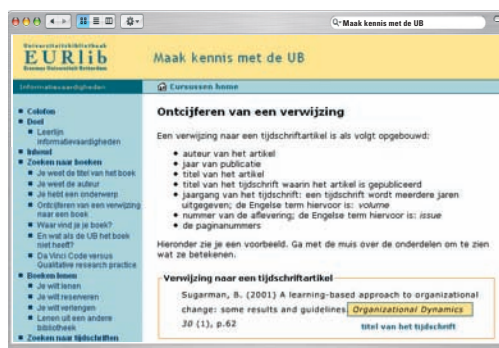 Maak kennis met de UB
Universiteitsbibliotheek
EURlib
Erasmus Universiteit Rotterdam
Maak kennis met de UB
Informatievaardigheden
Cursussen home
Colofon
Doel
Leerlijn
informatievaardigheden
Inhoud
Zoeken naar boeken
Je weet de titel van het boek
Je weet de auteur
Je hebt een onderwerp
Ontcijferen van een verwijzing
naar een boek
Waar vind je je boek?
En wat als de UB het boek
niet heeft?
Da Vinci Code versus
Qualitative research practice
Boeken lenen
Je wilt lenen
Je wilt reserveren
Je wilt verlengen
Lenen uit een andere
bibliotheek
Zoeken naar tijdschriften
Ontcijferen van een verwijzing
Een verwijzing naar een tijdschriftartikel is als volgt opgebouwd:
auteur van het artikel
jaar van publicatie
titel van het artikel
titel van het tijdschrift waarin het artikel is gepubliceerd
jaargang van het tijdschrift: een tijdschrift wordt meerdere jaren
uitgegeven; de Engelse term hiervoor is: volume
nummer van de aflevering; de Engelse term hiervoor is: issue
de paginanummers
Hieronder zie je een voorbeeld. Ga met de muis over de onderdelen om te zien
wat ze betekenen.
Verwijzing naar een tijdschriftartikel
Sugarman, B. (2001) A learning-based approach to organizational
change: some results and guidelines. Organizational Dynamics
30 (1), p.62
titel van het tijdschrift